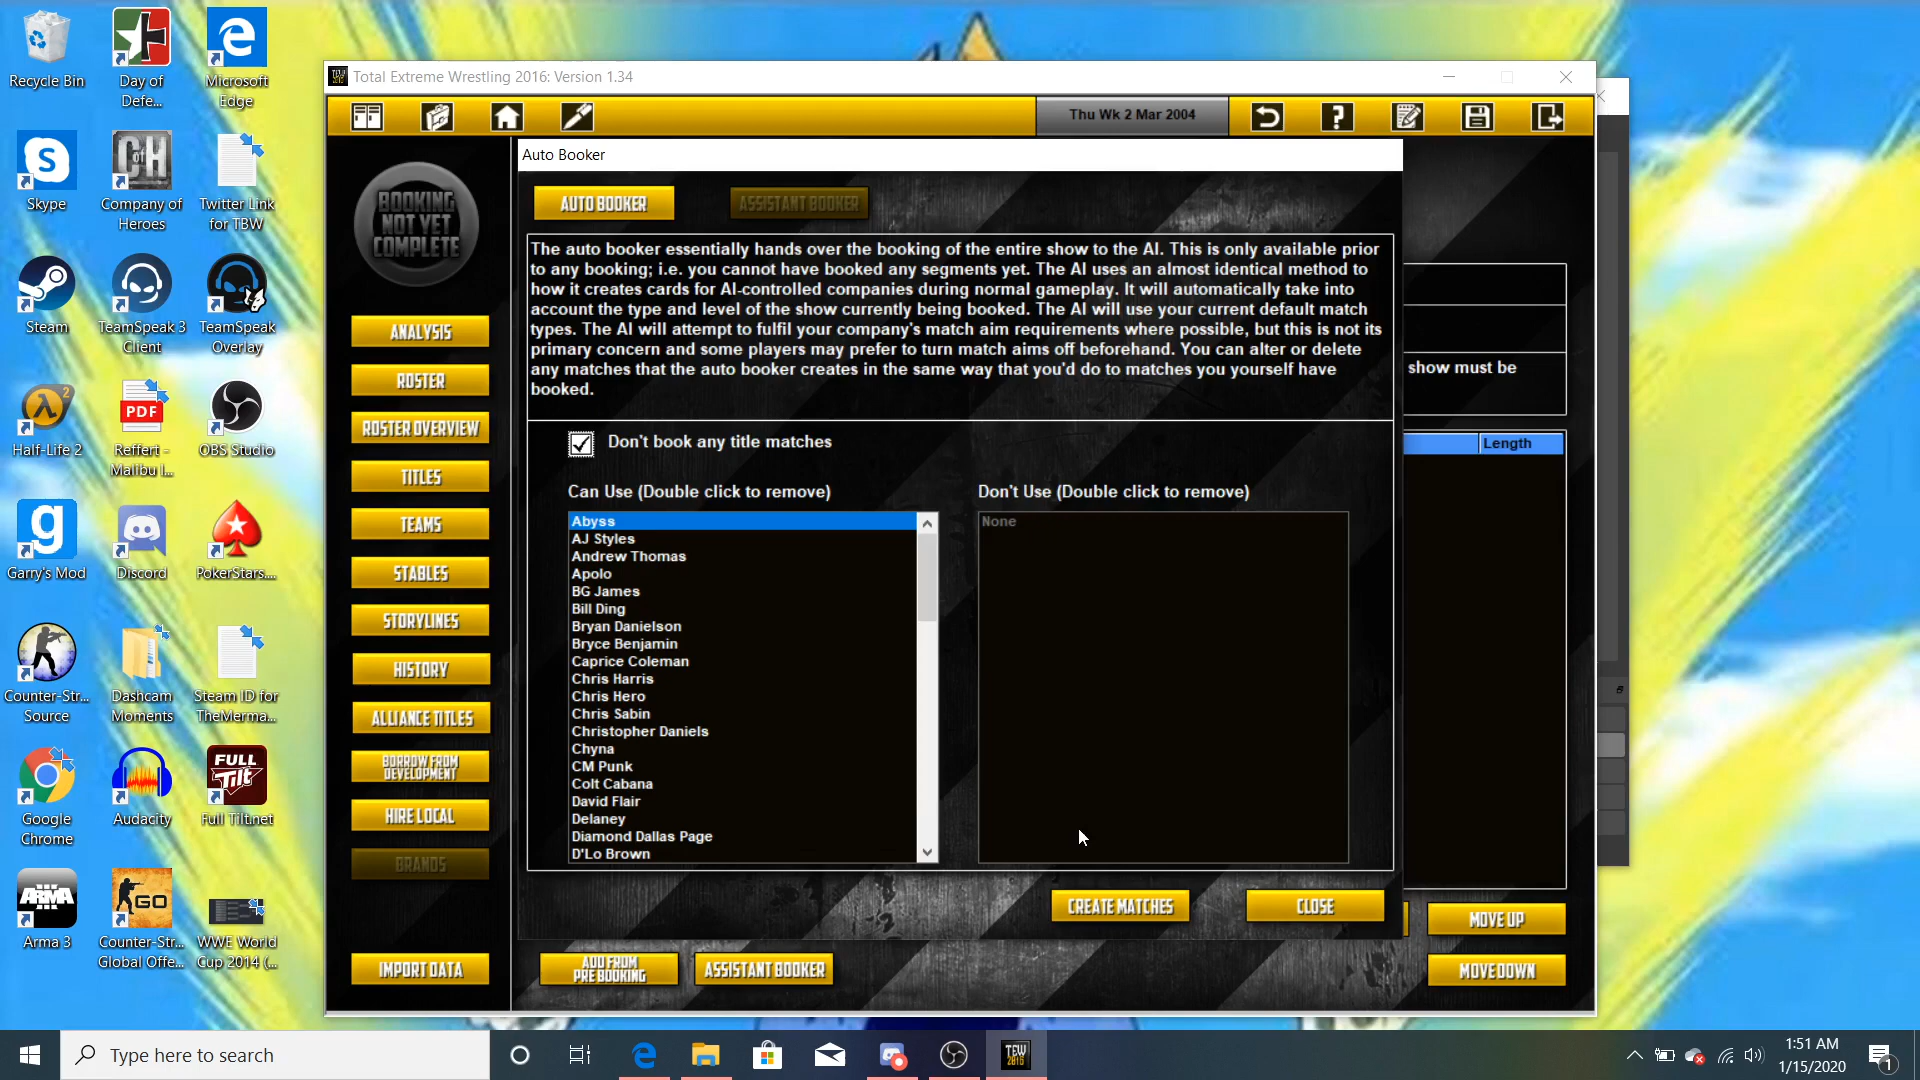 Recycle Bin
Day of
Defe...
Microsoft
Edge
Skype
Company of
Heroes
Twitter Link
for TBW
Steam
TeamSpeak 3
Client
TeamSpeak
Overlay
Half-Life 2
PDF
Reffert -
Malibu I...
OBS Studio
Garry's Mod
Discord
PokerStars....
Counter-Str...
Source
Dashcam
Moments
Steam ID for
TheMerma...
Google
Chrome
Audacity
FULL
Tilt
Full Tilt.net
ARMA
Arma 3
GO
Counter-Str...
Global Offe...
WWE World
Cup 2014 (...
Total Extreme Wrestling 2016: Version 1.34
Thu Wk 2 Mar 2004
BOOKING
NOT YET
COMPLETE
ANALYSIS
ROSTER
ROSTER OVERVIEW
TITLES
TEAMS
STABLES
STORYLINES
HISTORY
ALLIANCE TITLES
BORROW FROM
DEVELOPMENT
HIRE LOCAL
BRANDS
IMPORT DATA
Auto Booker
AUTO BOOKER
ASSISTANT BOOKER
The auto booker essentially hands over the booking of the entire show to the AI. This is only available prior
to any booking; i.e. you cannot have booked any segments yet. The AI uses an almost identical method to
how it creates cards for AI-controlled companies during normal gameplay. It will automatically take into
account the type and level of the show currently being booked. The AI will use your current default match
types. The AI will attempt to fulfil your company's match aim requirements where possible, but this is not its
primary concern and some players may prefer to turn match aims off beforehand. You can alter or delete
any matches that the auto booker creates in the same way that you'd do to matches you yourself have
booked.
show must be
Length
Don't book any title matches
Can Use (Double click to remove)
Abyss
AJ Styles
Andrew Thomas
Apolo
BG James
Bill Ding
Bryan Danielson
Bryce Benjamin
Caprice Coleman
Chris Harris
Chris Hero
Chris Sabin
Christopher Daniels
Chyna
CM Punk
Colt Cabana
David Flair
Delaney
Diamond Dallas Page
D'Lo Brown
Don't Use (Double click to remove)
None
CREATE MATCHES
CLOSE
MOVE UP
ADD FROM
PRE BOOKING
ASSISTANT BOOKER
MOVE DOWN
Type here to search
TEW
2016
1:51 AM
1/15/2020
1